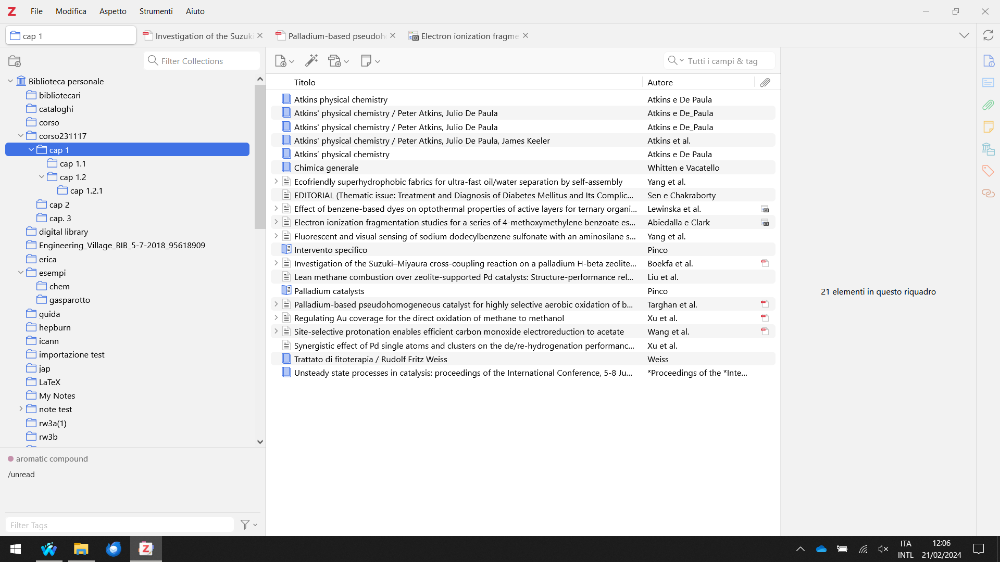 File Modifica Aspetto Strumenti Aiuto
cap 1 Investigation of the Suzuki Palladium-based pseudoh Electron ionization fragme
Filter Collections
Tutti i campi & tag
Biblioteca personale
bibliotecari
cataloghi
corso
corso231117
cap 1
cap 1.1
cap 1.2
cap 1.2.1
cap 2
cap. 3
digital library
Engineering_Village_BIB_5-7-2018_95618909
erica
esempi
chem
gasparotto
guida
hepburn
icann
importazione test
jap
LaTeX
My Notes
note test
rw3a(1)
rw3b
aromatic compound
/unread
Filter Tags
Titolo Autore
Atkins physical chemistry Atkins e De Paula
Atkins' physical chemistry / Peter Atkins, Julio De Paula Atkins e De_Paula
Atkins' physical chemistry / Peter Atkins, Julio De Paula Atkins e De_Paula
Atkins' physical chemistry / Peter Atkins, Julio De Paula, James Keeler Atkins et al.
Atkins′ physical chemistry Atkins e De Paula
Chimica generale Whitten e Vacatello
Ecofriendly superhydrophobic fabrics for ultra-fast oil/water separation by self-assembly Yang et al.
EDITORIAL (Thematic issue: Treatment and Diagnosis of Diabetes Mellitus and Its Complic... Sen e Chakraborty
Effect of benzene-based dyes on optothermal properties of active layers for ternary organi... Lewinska et al.
Electron ionization fragmentation studies for a series of 4-methoxymethylene benzoate es... Abiedalla e Clark
Fluorescent and visual sensing of sodium dodecylbenzene sulfonate with an aminosilane s... Yang et al.
Intervento specifico Pinco
Investigation of the Suzuki–Miyaura cross-coupling reaction on a palladium H-beta zeolite... Boekfa et al.
Lean methane combustion over zeolite-supported Pd catalysts: Structure-performance rel... Liu et al.
Palladium catalysts Pinco
Palladium-based pseudohomogeneous catalyst for highly selective aerobic oxidation of b... Targhan et al.
Regulating Au coverage for the direct oxidation of methane to methanol Xu et al.
Site-selective protonation enables efficient carbon monoxide electroreduction to acetate Wang et al.
Synergistic effect of Pd single atoms and clusters on the de/re-hydrogenation performanc... Xu et al.
Trattato di fitoterapia / Rudolf Fritz Weiss Weiss
Unsteady state processes in catalysis: proceedings of the International Conference, 5-8 Ju... *Proceedings of the *Inte...
21 elementi in questo riquadro
ITA 12:06
INTL 21/02/2024